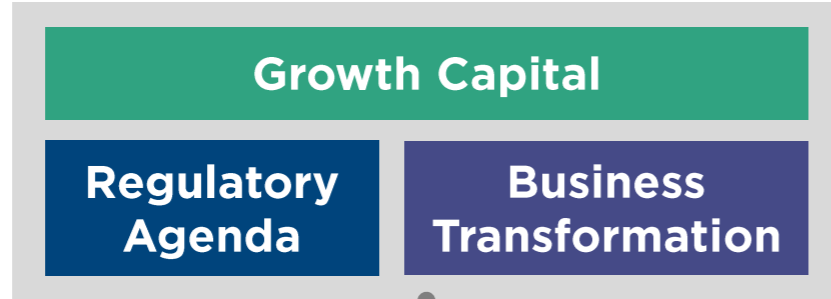 Growth Capital
Regulatory
Agenda
Business
Transformation